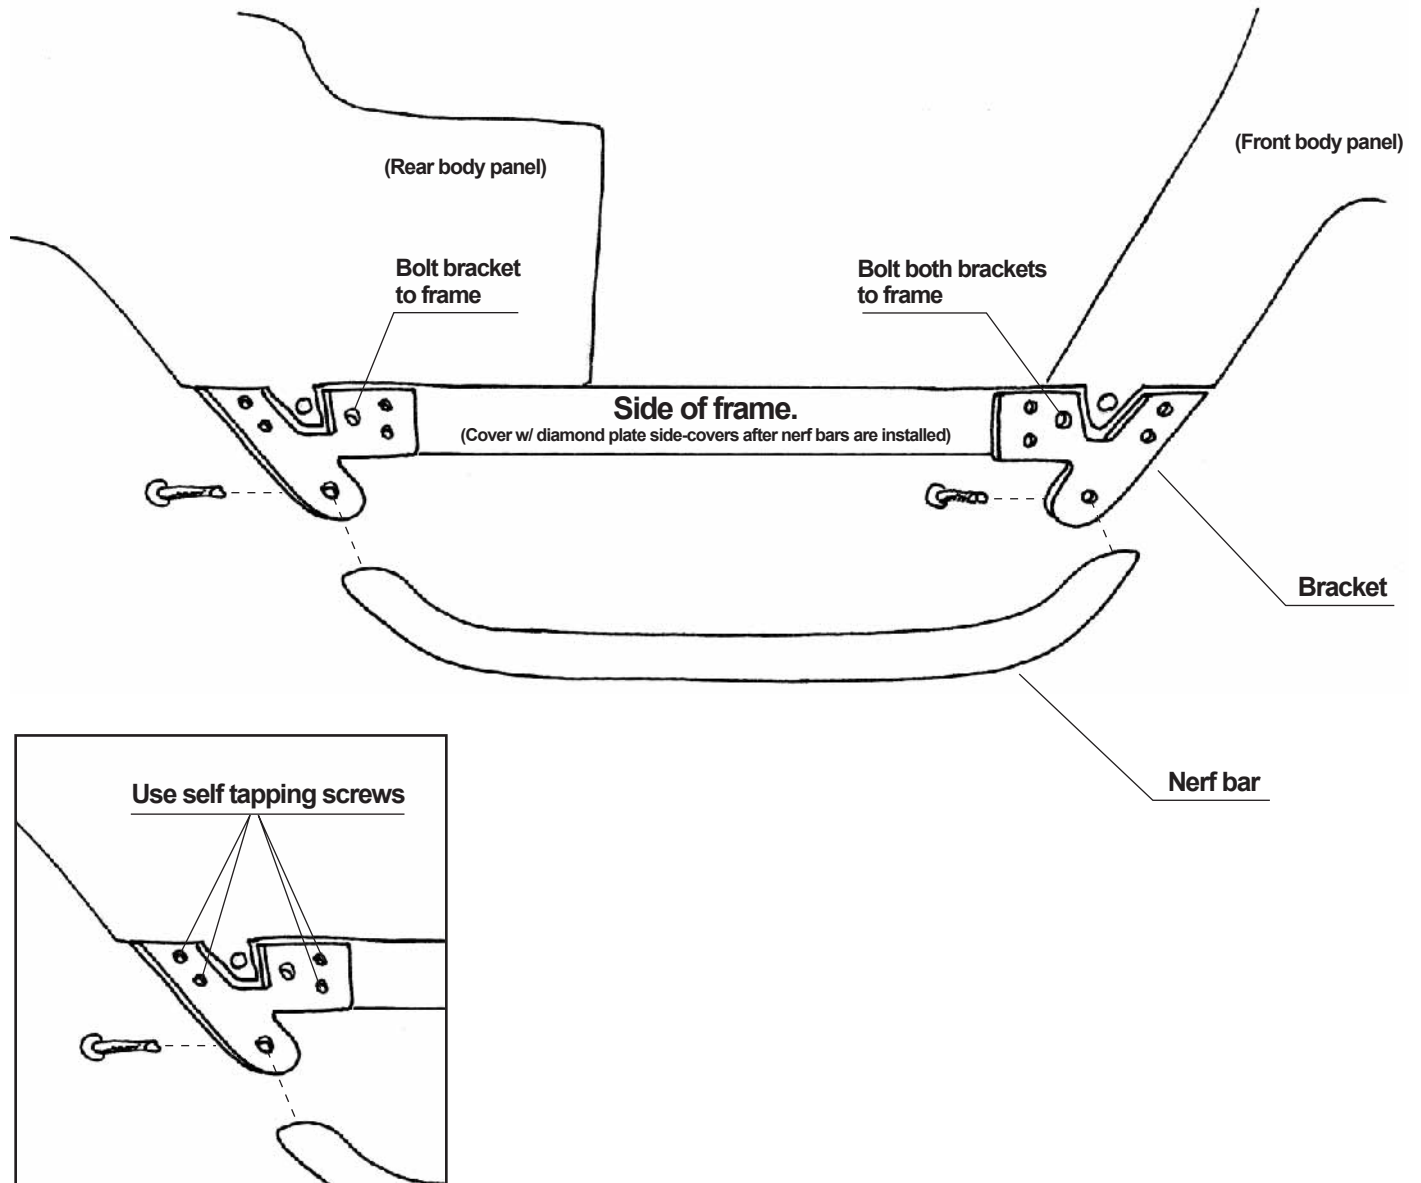 (Front body panel)
(Rear body panel)
Bolt bracket
to frame
Bolt both brackets
to frame
Side of frame.
(Cover w/ diamond plate side-covers after nerf bars are installed)
Bracket
Nerf bar
Use self tapping screws